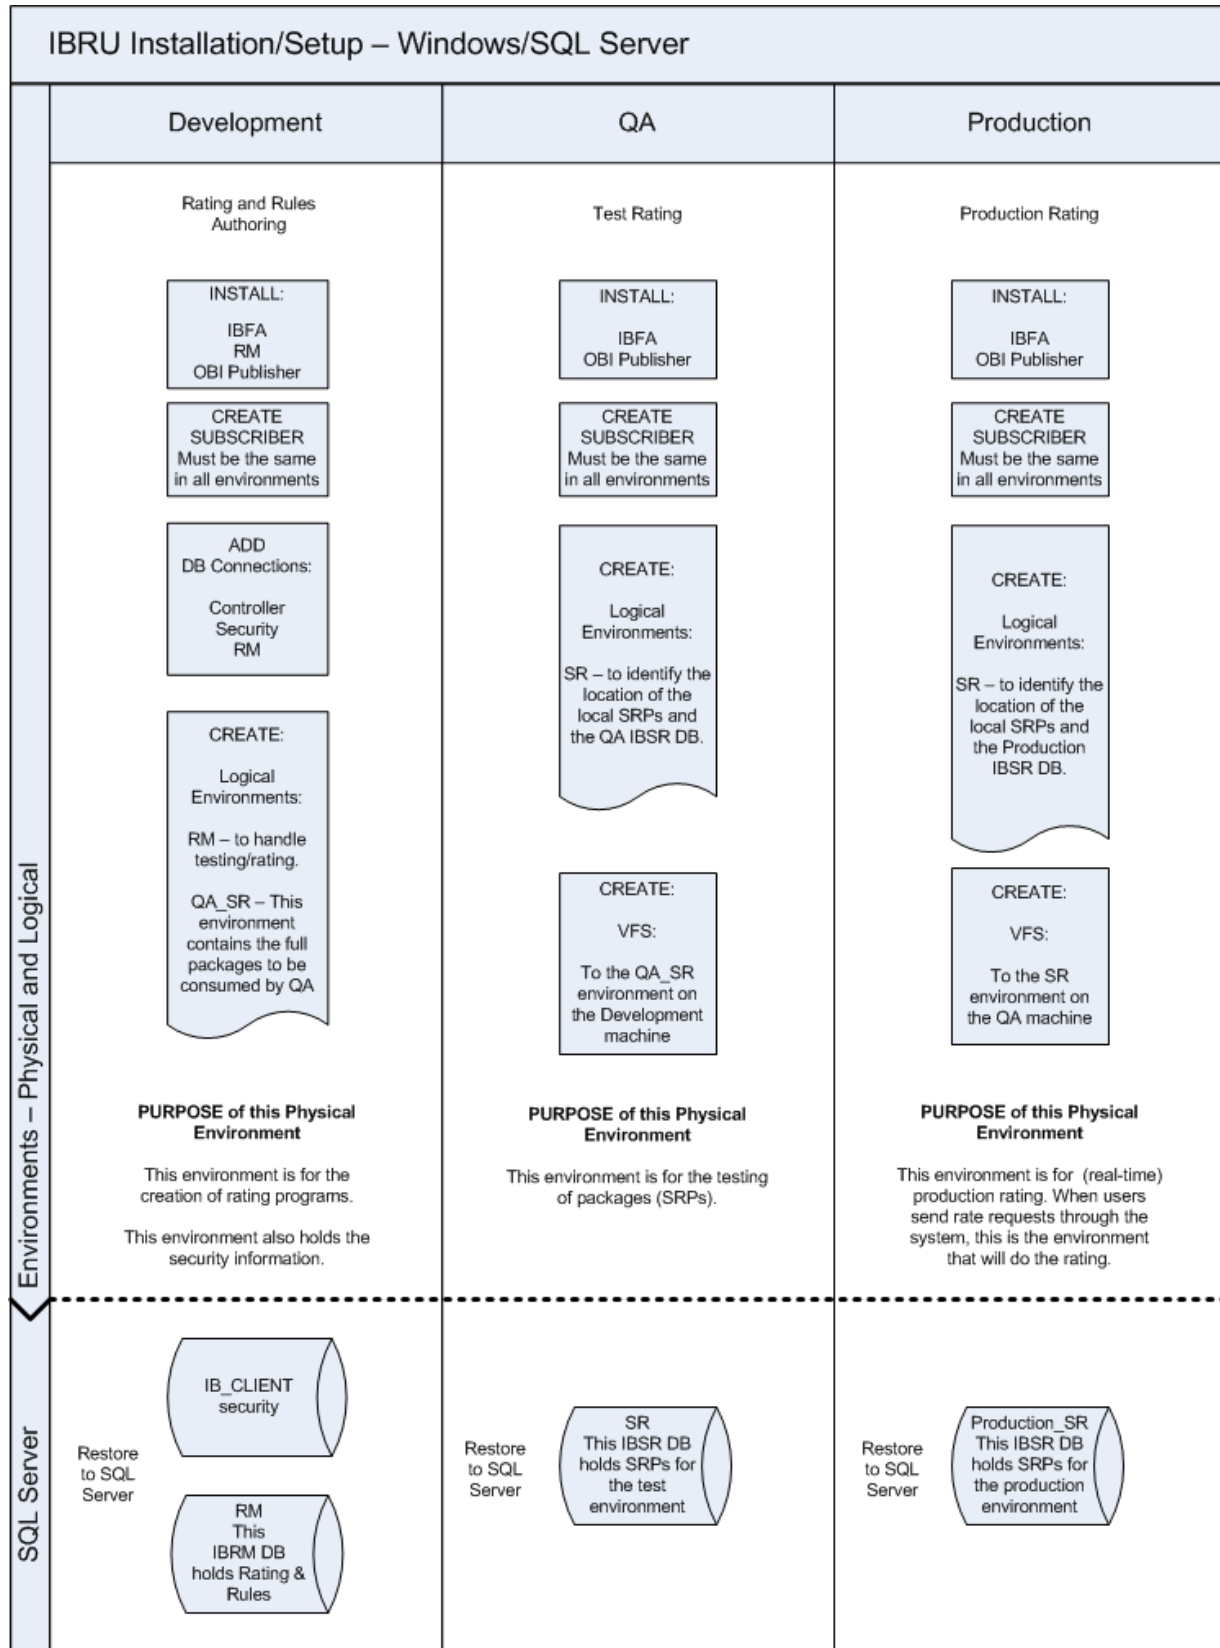 IBRU Installation/Setup – Windows/SQL Server
Environments – Physical and Logical
Development
Rating and Rules
Authoring
INSTALL:
IBFA
RM
OBI Publisher
CREATE
SUBSCRIBER
Must be the same
in all environments
ADD
DB Connections:
Controller
Security
RM
CREATE:
Logical
Environments:
RM – to handle
testing/rating.
QA_SR – This
environment
contains the full
packages to be
consumed by QA
PURPOSE of this Physical
Environment
This environment is for the
creation of rating programs.
This environment also holds the
security information.
QA
Test Rating
INSTALL:
IBFA
OBI Publisher
CREATE
SUBSCRIBER
Must be the same
in all environments
CREATE:
Logical
Environments:
SR – to identify the
location of the
local SRPs and
the QA IBSR DB.
CREATE:
VFS:
To the QA_SR
environment on
the Development
machine
PURPOSE of this Physical
Environment
This environment is for the testing
of packages (SRPs).
Production
Production Rating
INSTALL:
IBFA
OBI Publisher
CREATE
SUBSCRIBER
Must be the same
in all environments
CREATE:
Logical
Environments:
SR – to identify the
location of the
local SRPs and
the Production
IBSR DB.
CREATE:
VFS:
To the SR
environment on
the QA machine
PURPOSE of this Physical
Environment
This environment is for (real-time)
production rating. When users
send rate requests through the
system, this is the environment
that will do the rating.
SQL Server
Restore
to SQL
Server
IB_CLIENT
security
RM
This
IBRM DB
holds Rating &
Rules
Restore
to SQL
Server
SR
This IBSR DB
holds SRPs for
the test
environment
Restore
to SQL
Server
Production_SR
This IBSR DB
holds SRPs for
the production
environment